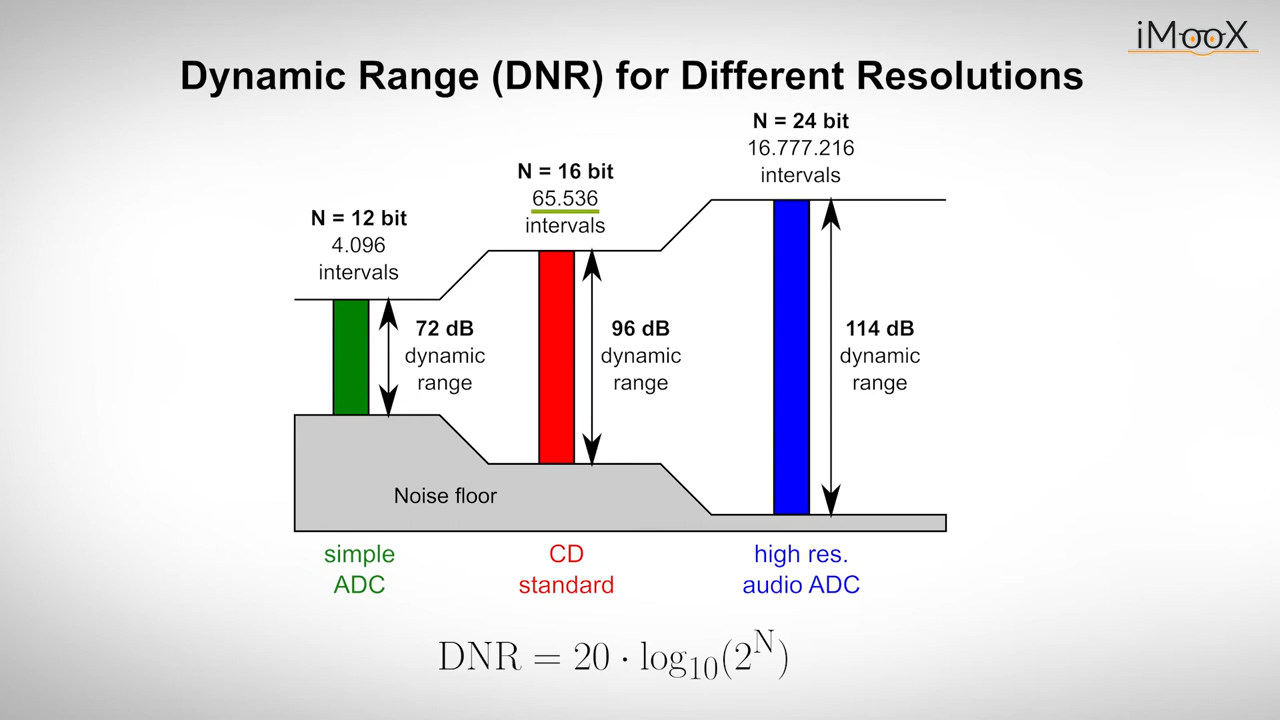 iMooX
Dynamic Range (DNR) for Different Resolutions
N = 12 bit
4.096
intervals
72 dB
dynamic
range
N = 16 bit
65.536
intervals
96 dB
dynamic
range
N = 24 bit
16.777.216
intervals
114 dB
dynamic
range
Noise floor
simple
ADC
CD
standard
high res.
audio ADC
DNR = 20 · log₁₀(2ᴺ)